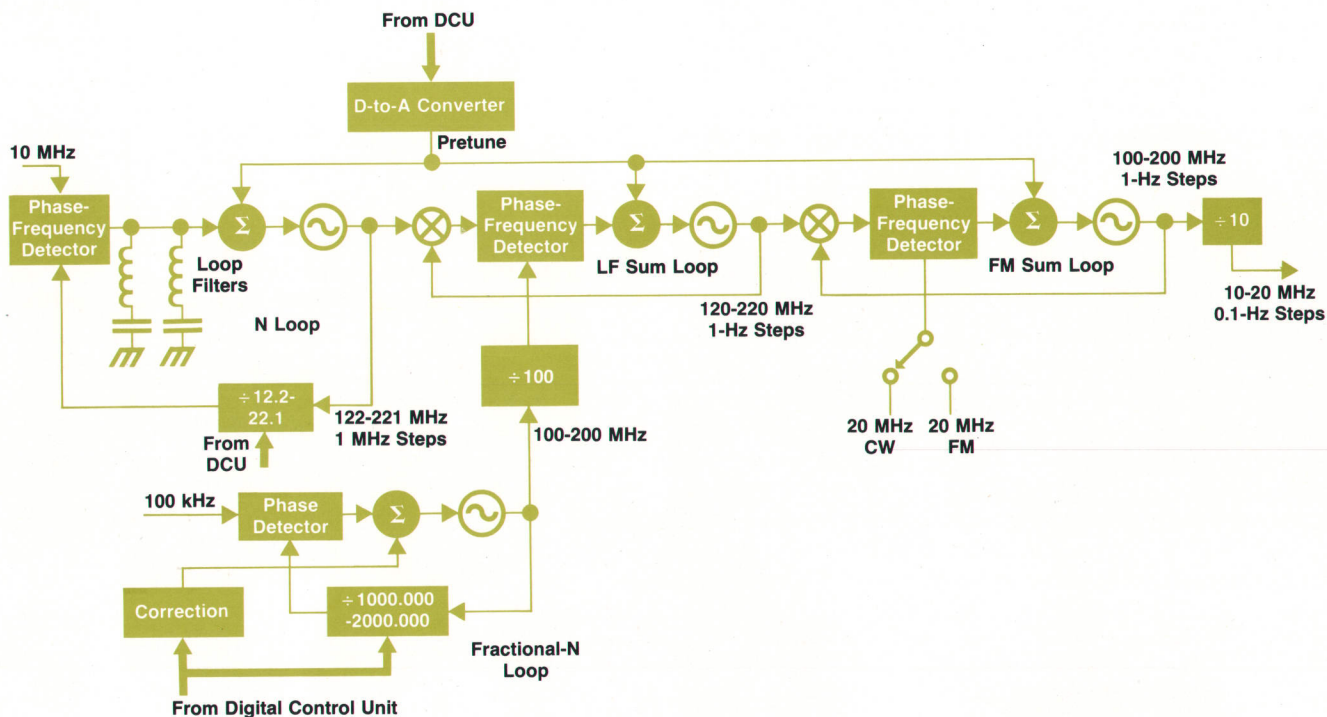 From DCU
D-to-A Converter
Pretune
10 MHz
Phase-
Frequency
Detector
Σ
Loop
Filters
N Loop
÷12.2-
22.1
From
DCU
122-221 MHz
1 MHz Steps
Phase-
Frequency
Detector
Σ
LF Sum Loop
120-220 MHz
1-Hz Steps
÷100
100-200 MHz
Phase-
Frequency
Detector
Σ
FM Sum Loop
100-200 MHz
1-Hz Steps
÷10
10-20 MHz
0.1-Hz Steps
20 MHz
CW
20 MHz
FM
100 kHz
Phase
Detector
Σ
Correction
÷1000.000
-2000.000
Fractional-N
Loop
From Digital Control Unit